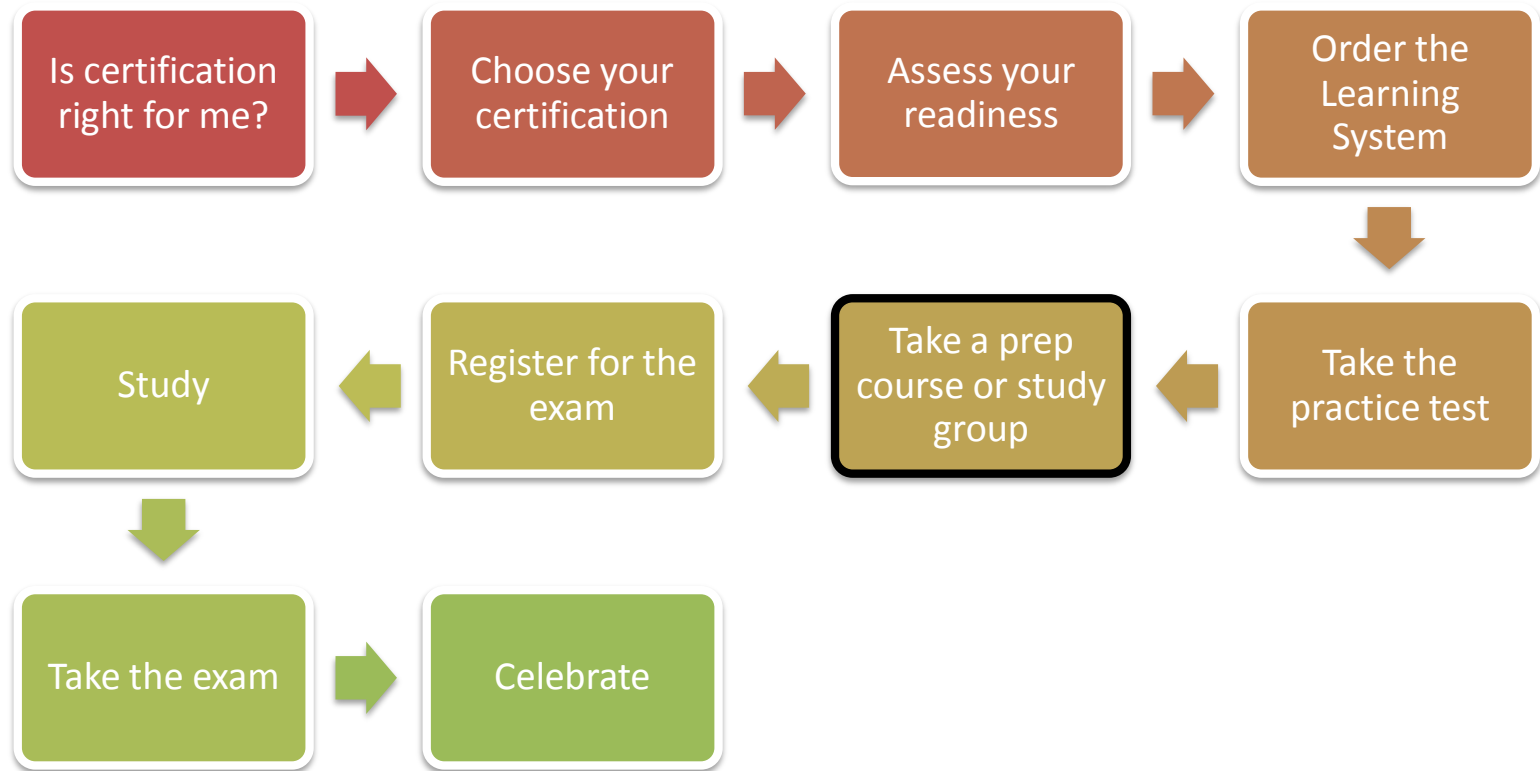 Is certification
right for me?
Choose your
certification
Assess your
readiness
Order the
Learning
System
Take the
practice test
Take a prep
course or study
group
Register for the
exam
Study
Take the exam
Celebrate